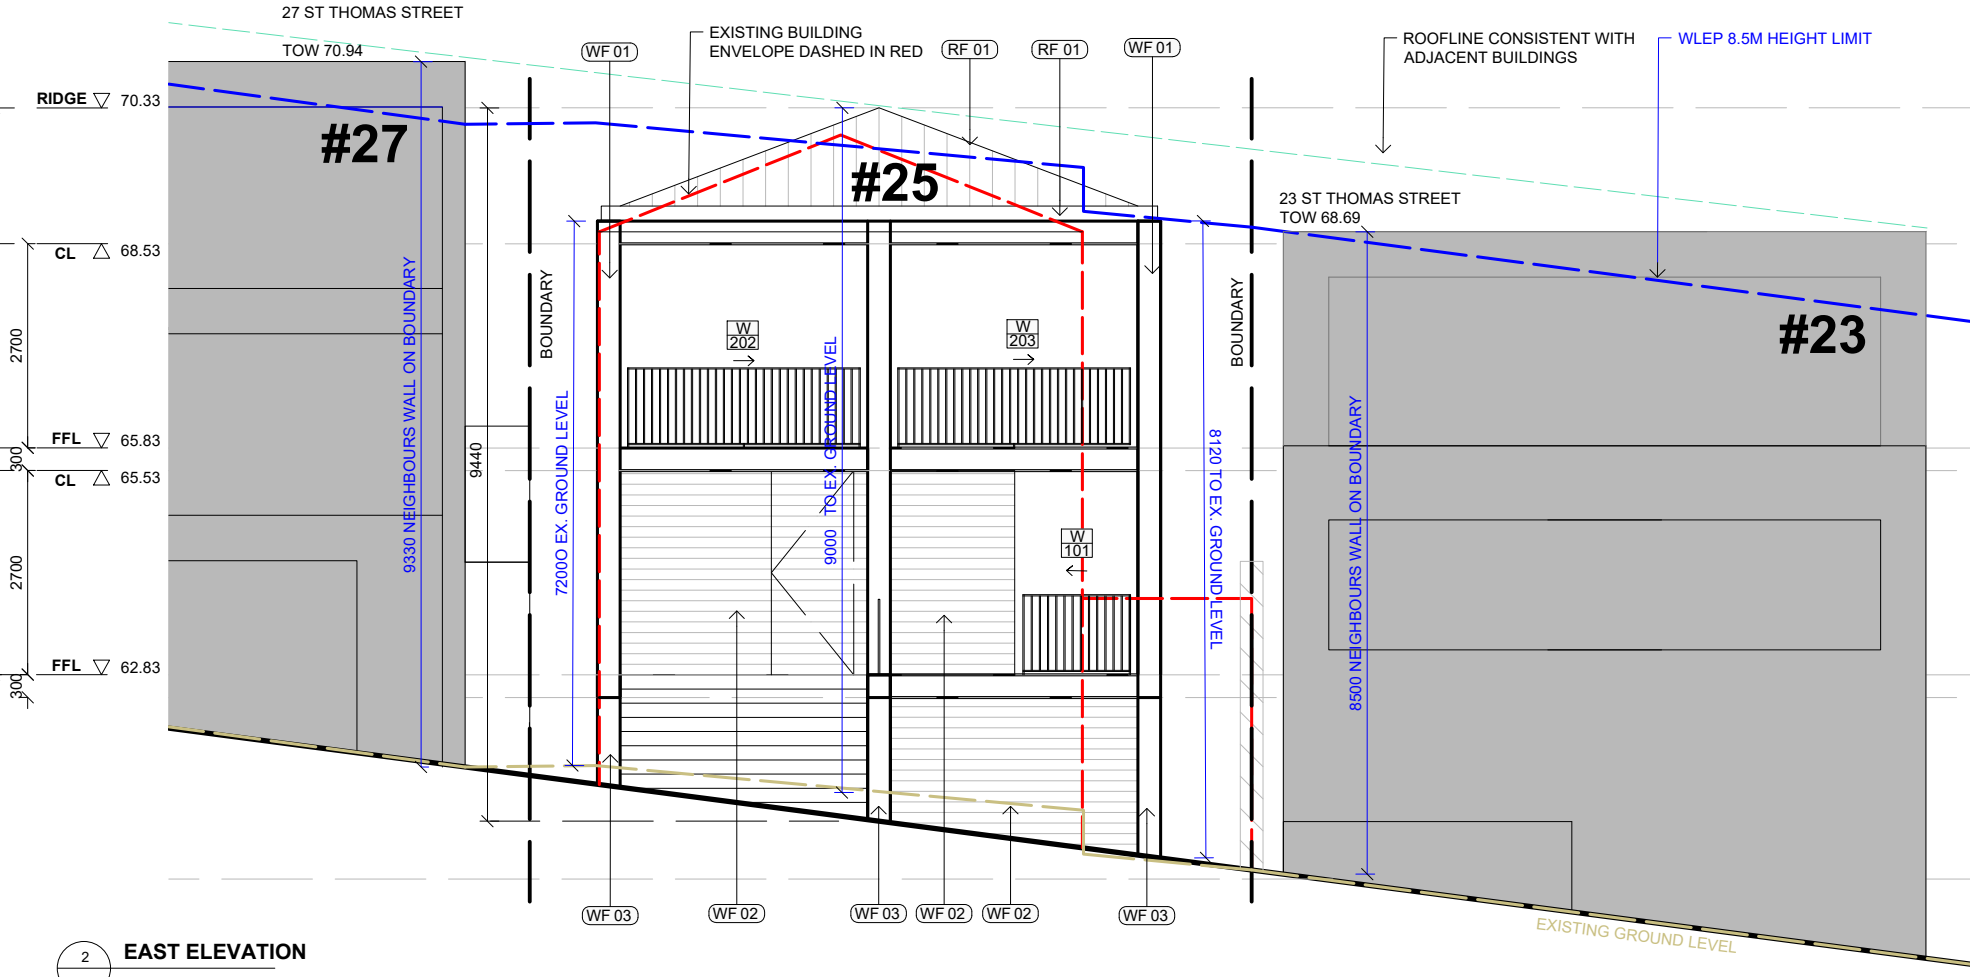 27 ST THOMAS STREET
TOW 70.94
WF 01
EXISTING BUILDING
ENVELOPE DASHED IN RED
RF 01
RF 01
WF 01
ROOFLINE CONSISTENT WITH
ADJACENT BUILDINGS
WLEP 8.5M HEIGHT LIMIT
RIDGE 70.33
#27
#25
23 ST THOMAS STREET
TOW 68.69
CL 68.53
#23
BOUNDARY
BOUNDARY
2700
W
202
W
203
9330 NEIGHBOURS WALL ON BOUNDARY
9440
7200O EX. GROUND LEVEL
9000 TO EX. GROUND LEVEL
8120 TO EX. GROUND LEVEL
8500 NEIGHBOURS WALL ON BOUNDARY
FFL 65.83
300
CL 65.53
W
101
2700
FFL 62.83
300
WF 03
WF 02
WF 03
WF 02
WF 02
WF 03
EXISTING GROUND LEVEL
2
EAST ELEVATION